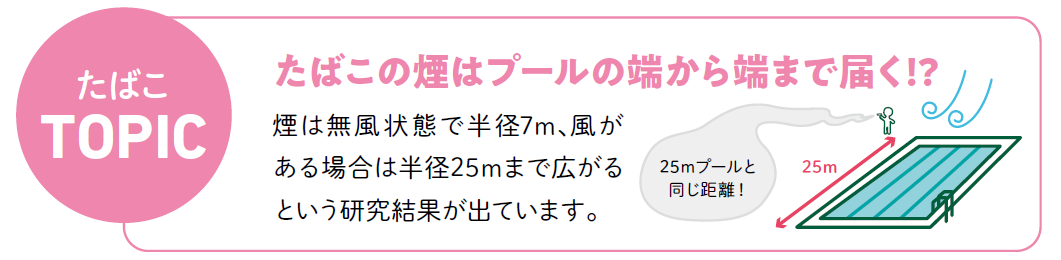 たばこ
TOPIC
たばこの煙はプールの端から端まで届く!?
煙は無風状態で半径7m、風が
ある場合は半径25mまで広がる
という研究結果が出ています。
25mプールと
同じ距離！
25m